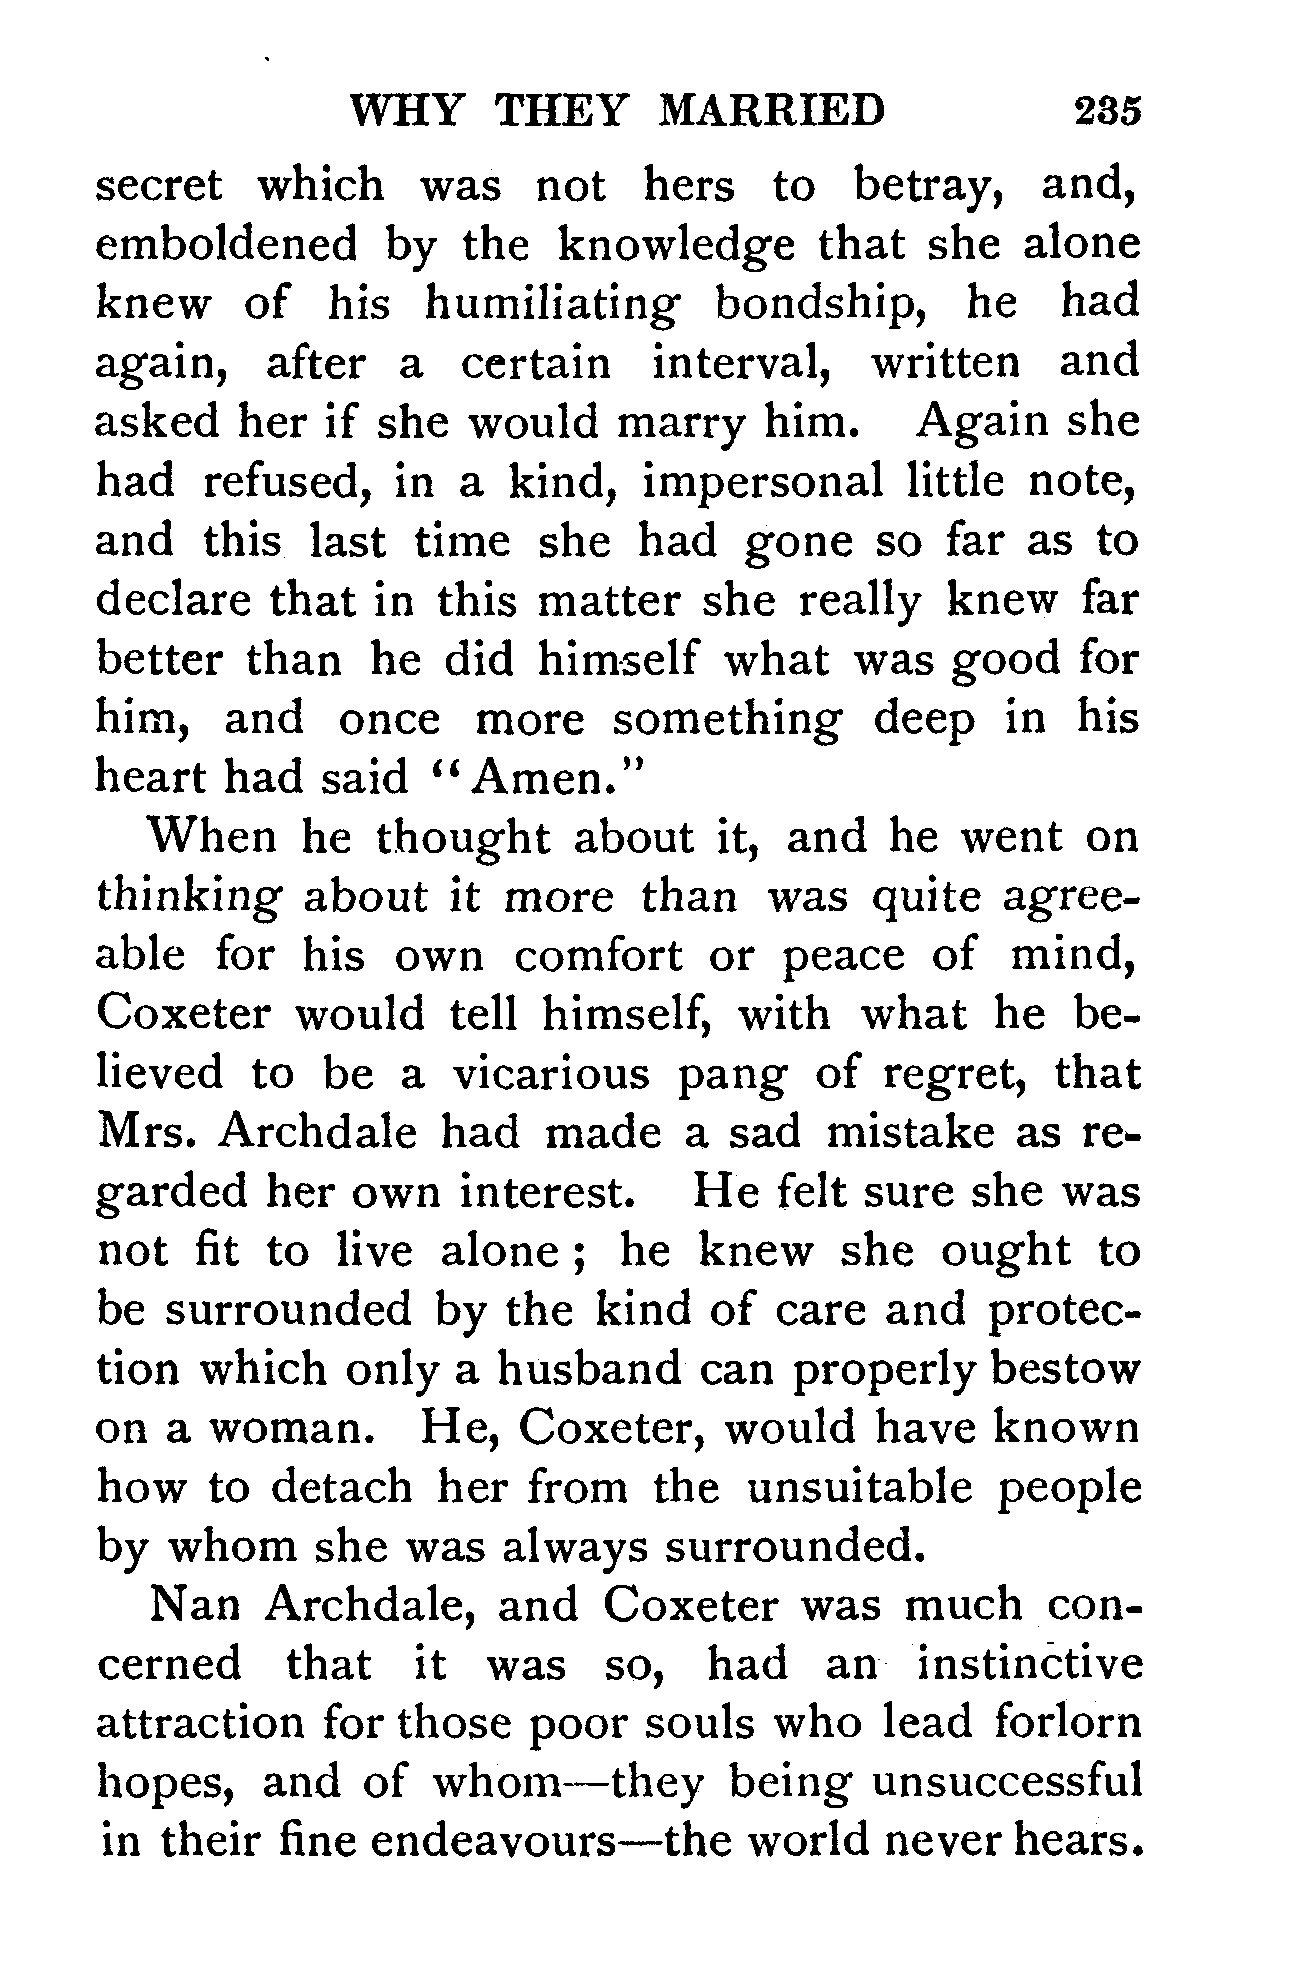 WHY THEY MARRIED 235
secret which was not hers to betray, and,
emboldened by the knowledge that she alone
knew of his humiliating bondship, he had
again, after a certain interval, written and
asked her if she would marry him. Again she
had refused, in a kind, impersonal little note,
and this last time she had gone so far as to
declare that in this matter she really knew far
better than he did himself what was good for
him, and once more something deep in his
heart had said “Amen.”
When he thought about it, and he went on
thinking about it more than was quite agree-
able for his own comfort or peace of mind,
Coxeter would tell himself, with what he be-
lieved to be a vicarious pang of regret, that
Mrs. Archdale had made a sad mistake as re-
garded her own interest. He felt sure she was
not fit to live alone ; he knew she ought to
be surrounded by the kind of care and protec-
tion which only a husband can properly bestow
on a woman. He, Coxeter, would have known
how to detach her from the unsuitable people
by whom she was always surrounded.
Nan Archdale, and Coxeter was much con-
cerned that it was so, had an instinctive
attraction for those poor souls who lead forlorn
hopes, and of whom—they being unsuccessful
in their fine endeavours—the world never hears.